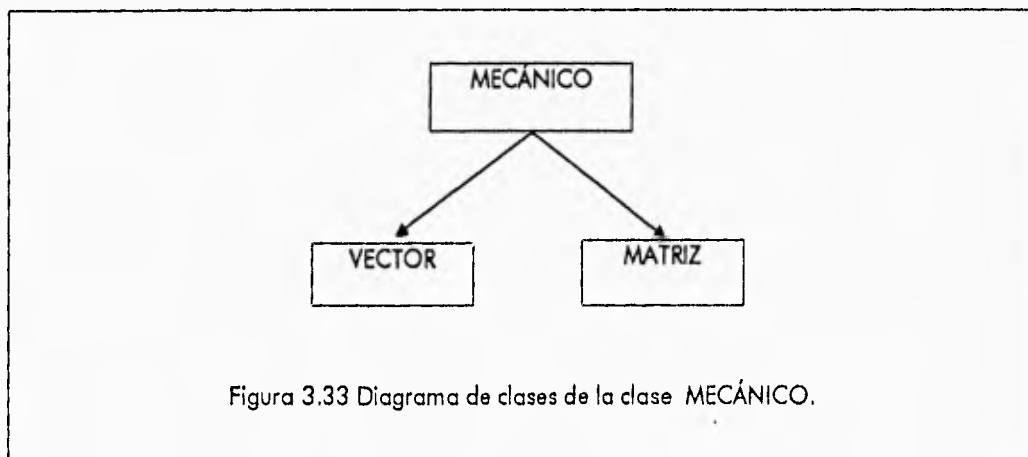 MECÁNICO
VECTOR
MATRIZ
Figura 3.33 Diagrama de clases de la clase MECÁNICO.